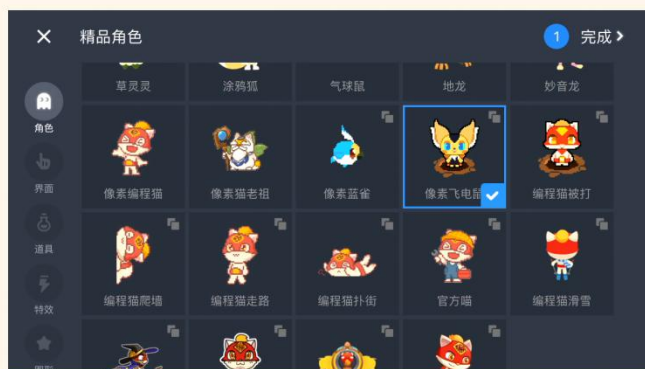 精品角色
1 完成
草灵灵 涂鸦狐 气球鼠 地龙 妙音龙
角色
像素编程猫 像素猫老祖 像素蓝雀 像素飞电鼠 编程猫被打
界面
道具
编程猫爬墙 编程猫走路 编程猫扑街 官方喵 编程猫滑雪
特效